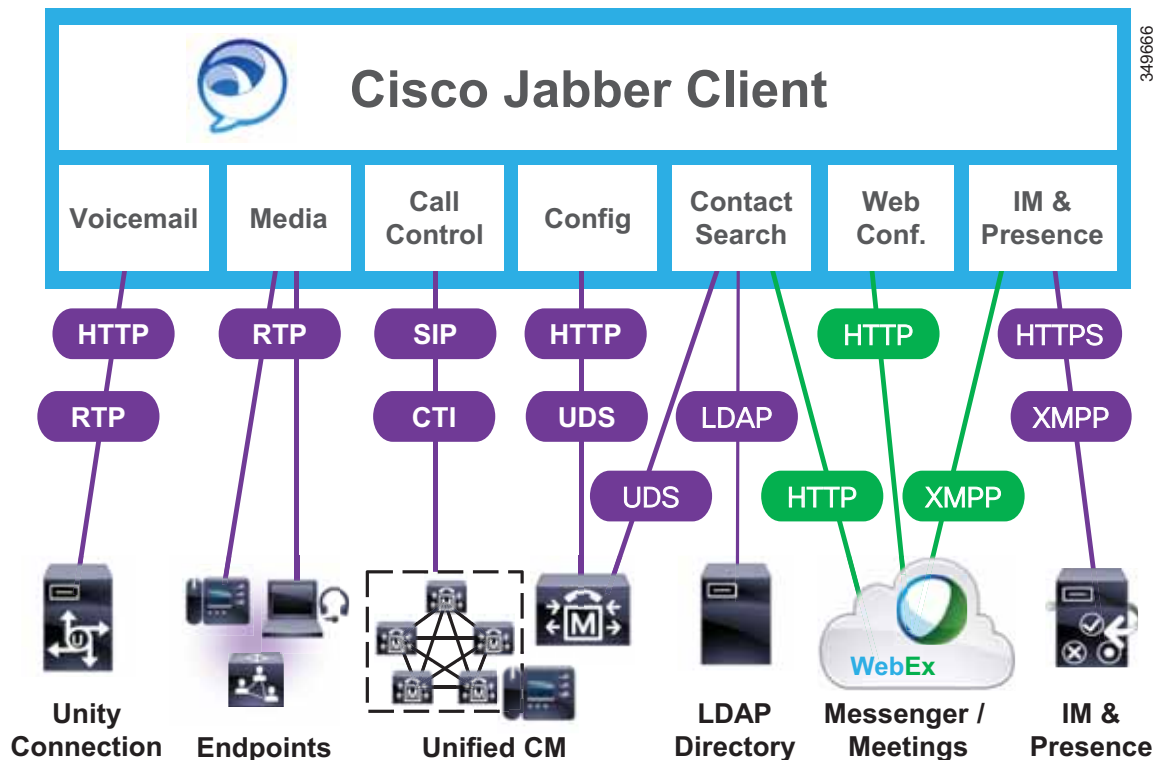 349666
Cisco Jabber Client
Voicemail
Media
Call
Control
Config
Contact
Search
Web
Conf.
IM &
Presence
HTTP
RTP
SIP
HTTP
HTTP
HTTPS
RTP
CTI
UDS
LDAP
XMPP
UDS
HTTP
XMPP
U
M
M
M
M
M
M
WebEx
Unity
Connection
Endpoints
Unified CM
LDAP
Directory
Messenger /
Meetings
IM &
Presence